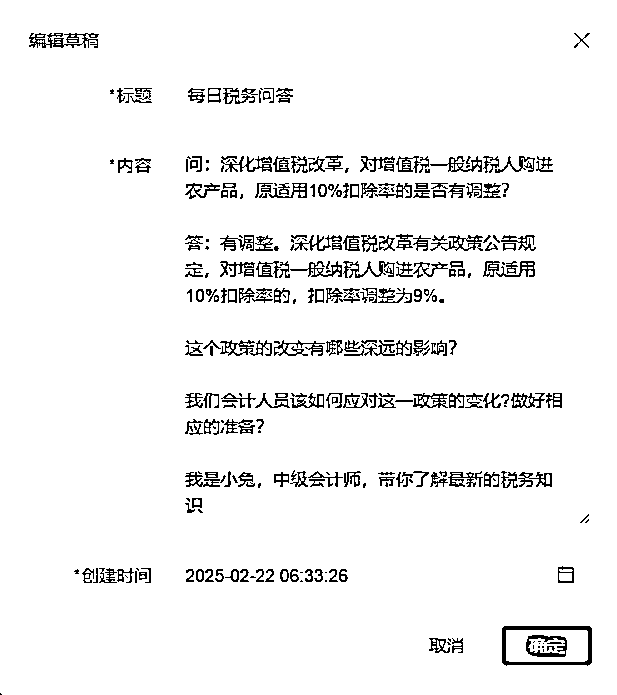 编辑草稿
*标题 每日税务问答
*内容 问：深化增值税改革，对增值税一般纳税人购进
农产品，原适用10%扣除率的是否有调整？
答：有调整。深化增值税改革有关政策公告规
定，对增值税一般纳税人购进农产品，原适用
10%扣除率的，扣除率调整为9%。
这个政策的改变有哪些深远的影响？
我们会计人员该如何应对这一政策的变化?做好相
应的准备？
我是小兔，中级会计师，带你了解最新的税务知
识
*创建时间 2025-02-22 06:33:26
取消 确定